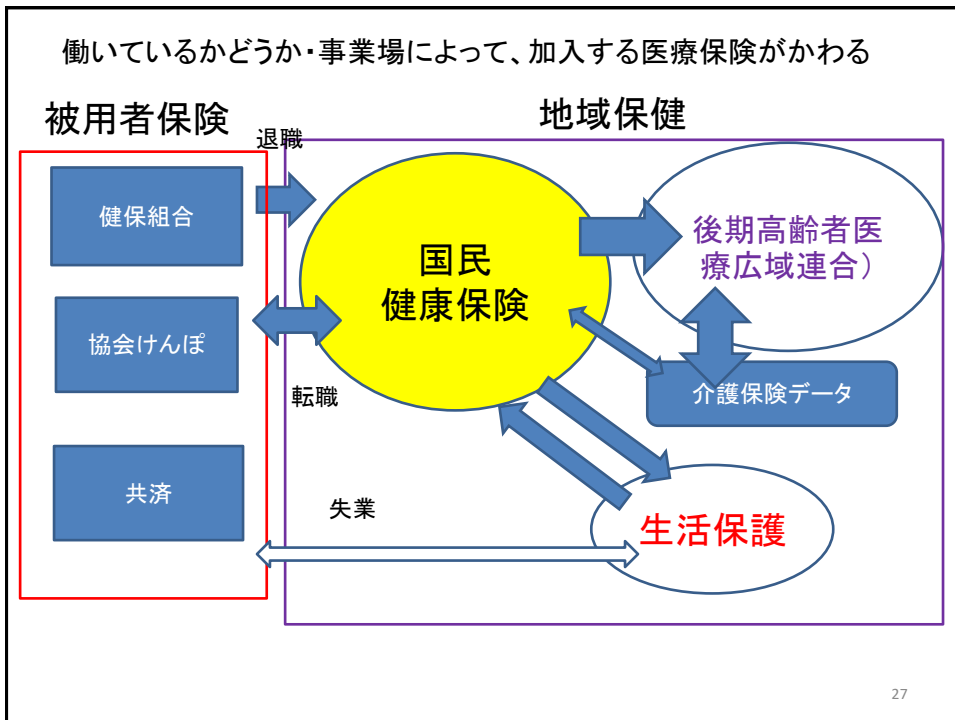 働いているかどうか・事業場によって、加入する医療保険がかわる
被用者保険
地域保健
退職
健保組合
国民
健康保険
後期高齢者医
療広域連合）
協会けんぽ
転職
介護保険データ
共済
失業
生活保護
27